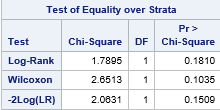 Test of Equality over Strata
Test Chi-Square DF Pr > Chi-Square
Log-Rank 1.7895 1 0.1810
Wilcoxon 2.6513 1 0.1035
-2Log(LR) 2.0631 1 0.1509